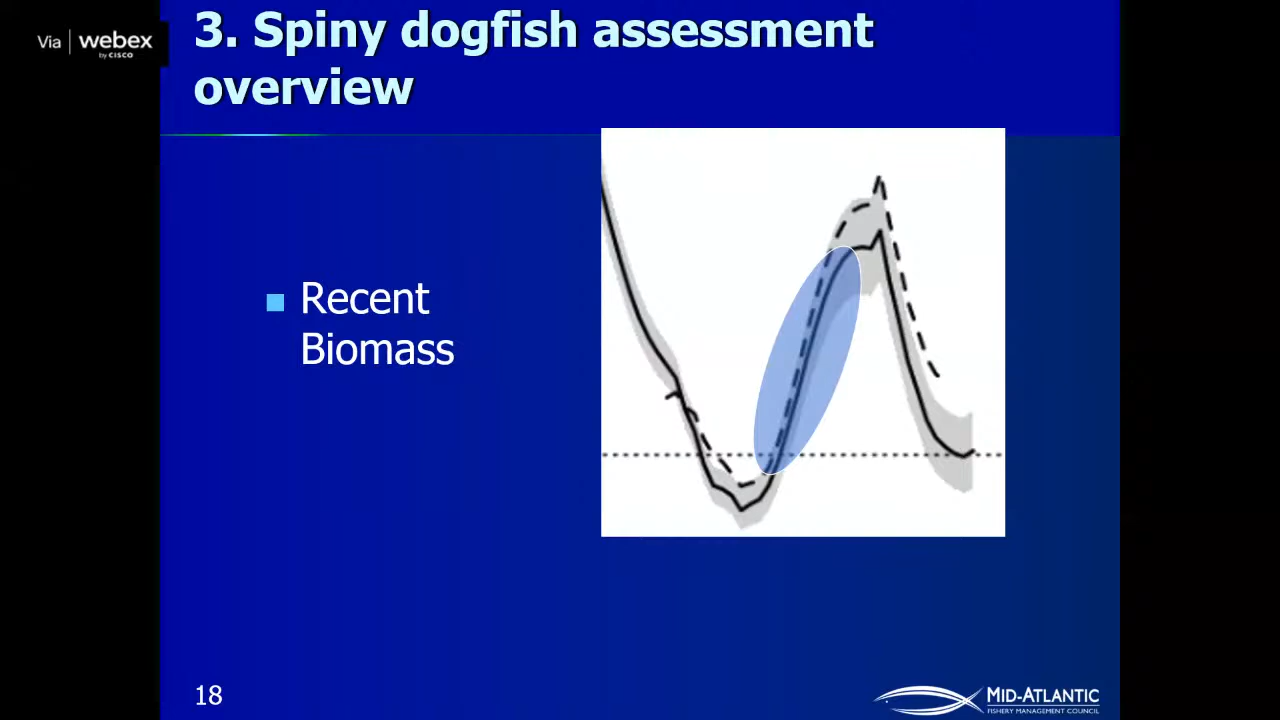 Via webex
by CISCO
3. Spiny dogfish assessment
overview
Recent
Biomass
18
MID-ATLANTIC
FISHERY MANAGEMENT COUNCIL